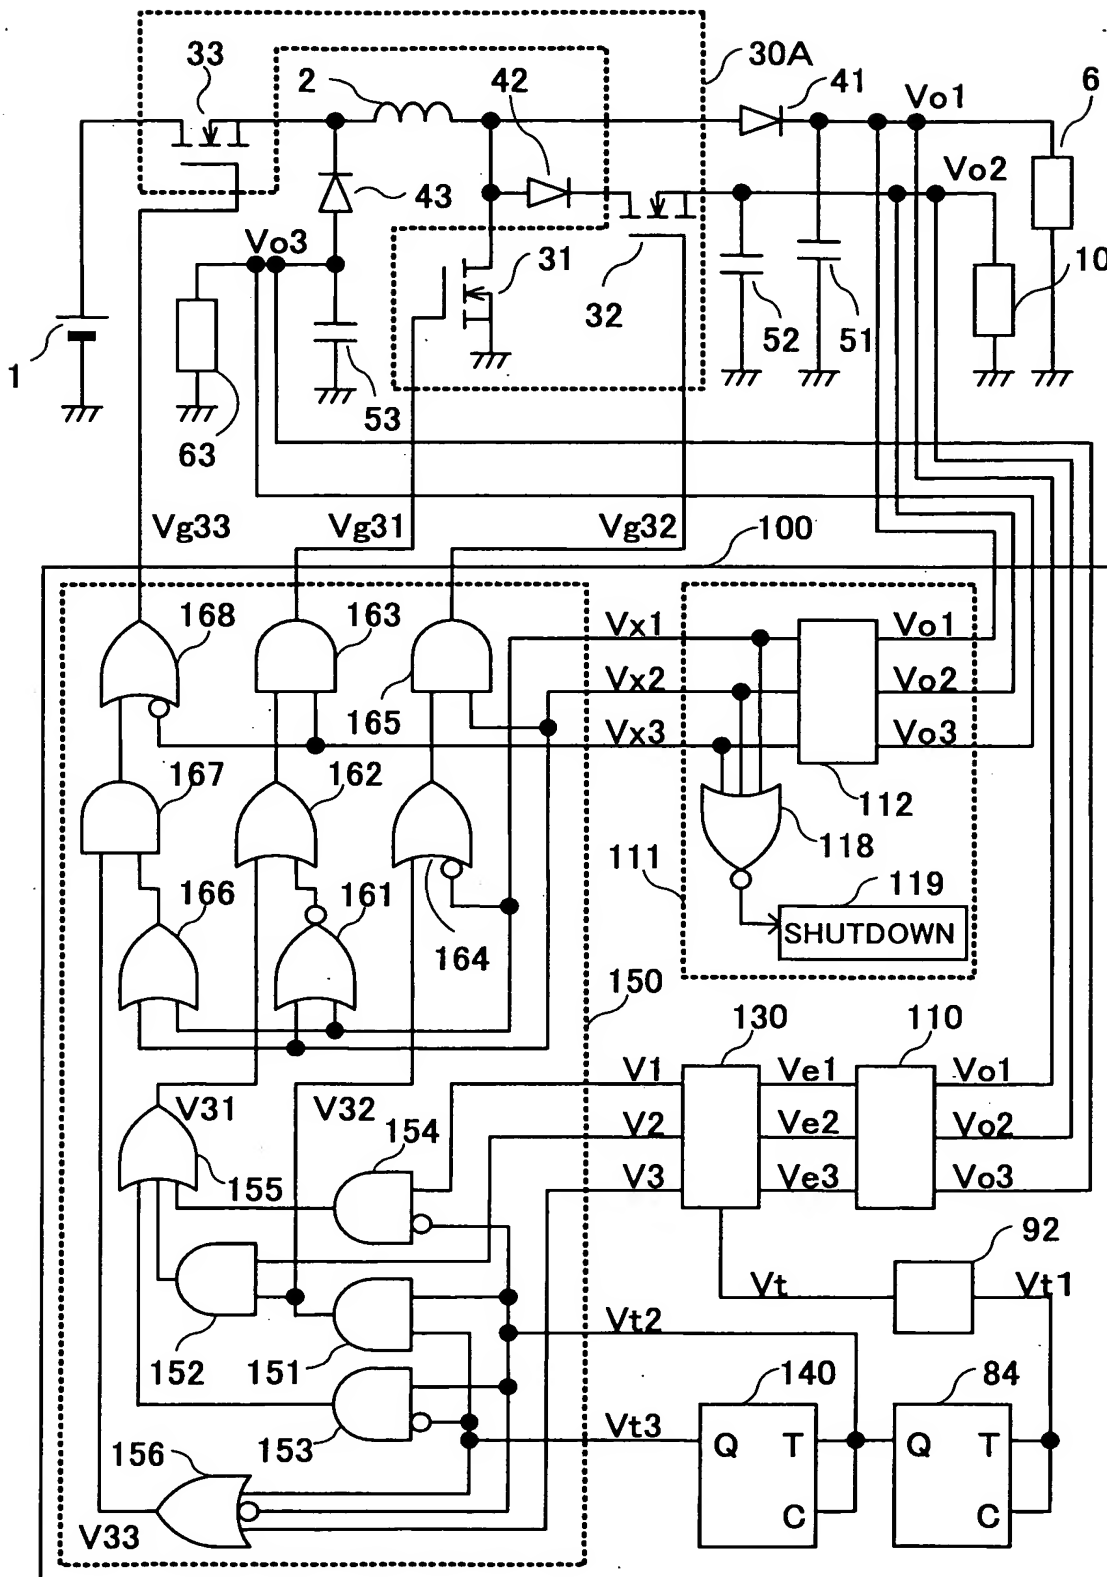 30A
33
2
42
41
Vo1
6
Vo2
43
Vo3
31
32
10
1
52
51
53
63
Vg33
Vg31
Vg32
100
168
163
Vx1
Vo1
Vx2
Vo2
165
Vx3
Vo3
167
162
112
118
111
119
166
161
SHUTDOWN
164
150
130
110
V1
Ve1
Vo1
V31
V32
V2
Ve2
Vo2
154
V3
Ve3
Vo3
155
92
Vt
Vt1
Vt2
152
151
140
84
153
Vt3
Q
T
Q
T
156
C
C
V33